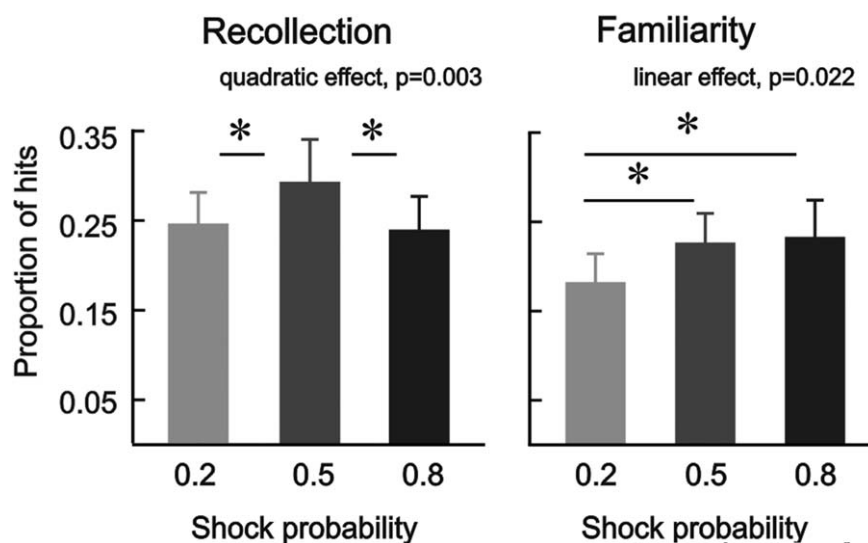 Recollection
quadratic effect, p=0.003
Familiarity
linear effect, p=0.022
Proportion of hits
0.35
0.25
0.15
0.05
*
*
*
*
0.2 0.5 0.8
Shock probability
0.2 0.5 0.8
Shock probability